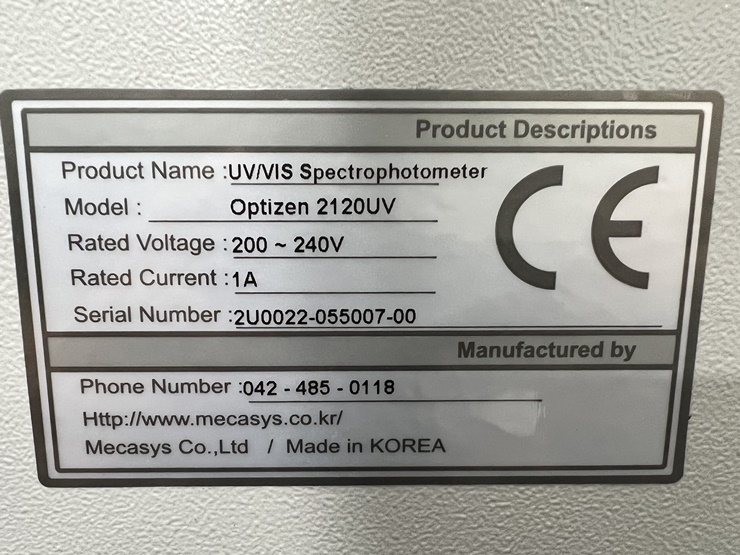 Product Descriptions
Product Name :UV/VIS Spectrophotometer
Model : Optizen 2120UV
Rated Voltage :200 ~ 240V
Rated Current :1A
Serial Number :2U0022-055007-00
CE
Manufactured by
Phone Number :042 - 485 - 0118
Http://www.mecasys.co.kr/
Mecasys Co.,Ltd / Made in KOREA